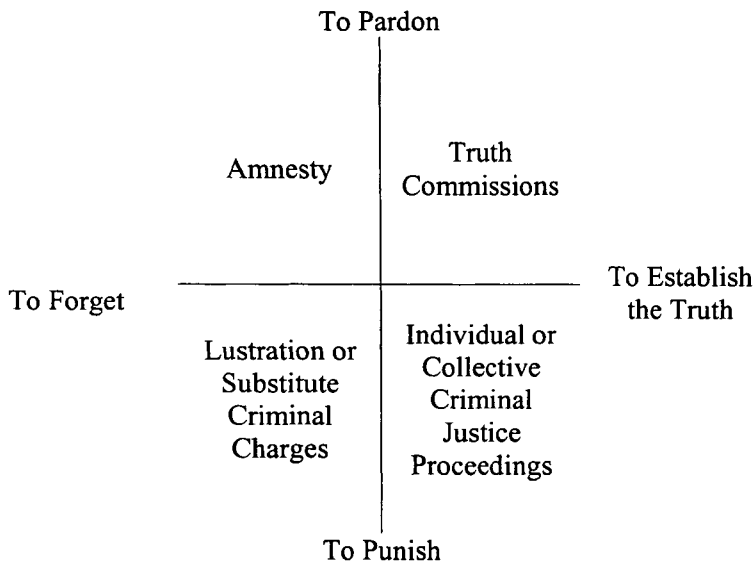 To Pardon
Amnesty
Truth
Commissions
To Forget
To Establish
the Truth
Lustration or
Substitute
Criminal
Charges
Individual or
Collective
Criminal
Justice
Proceedings
To Punish